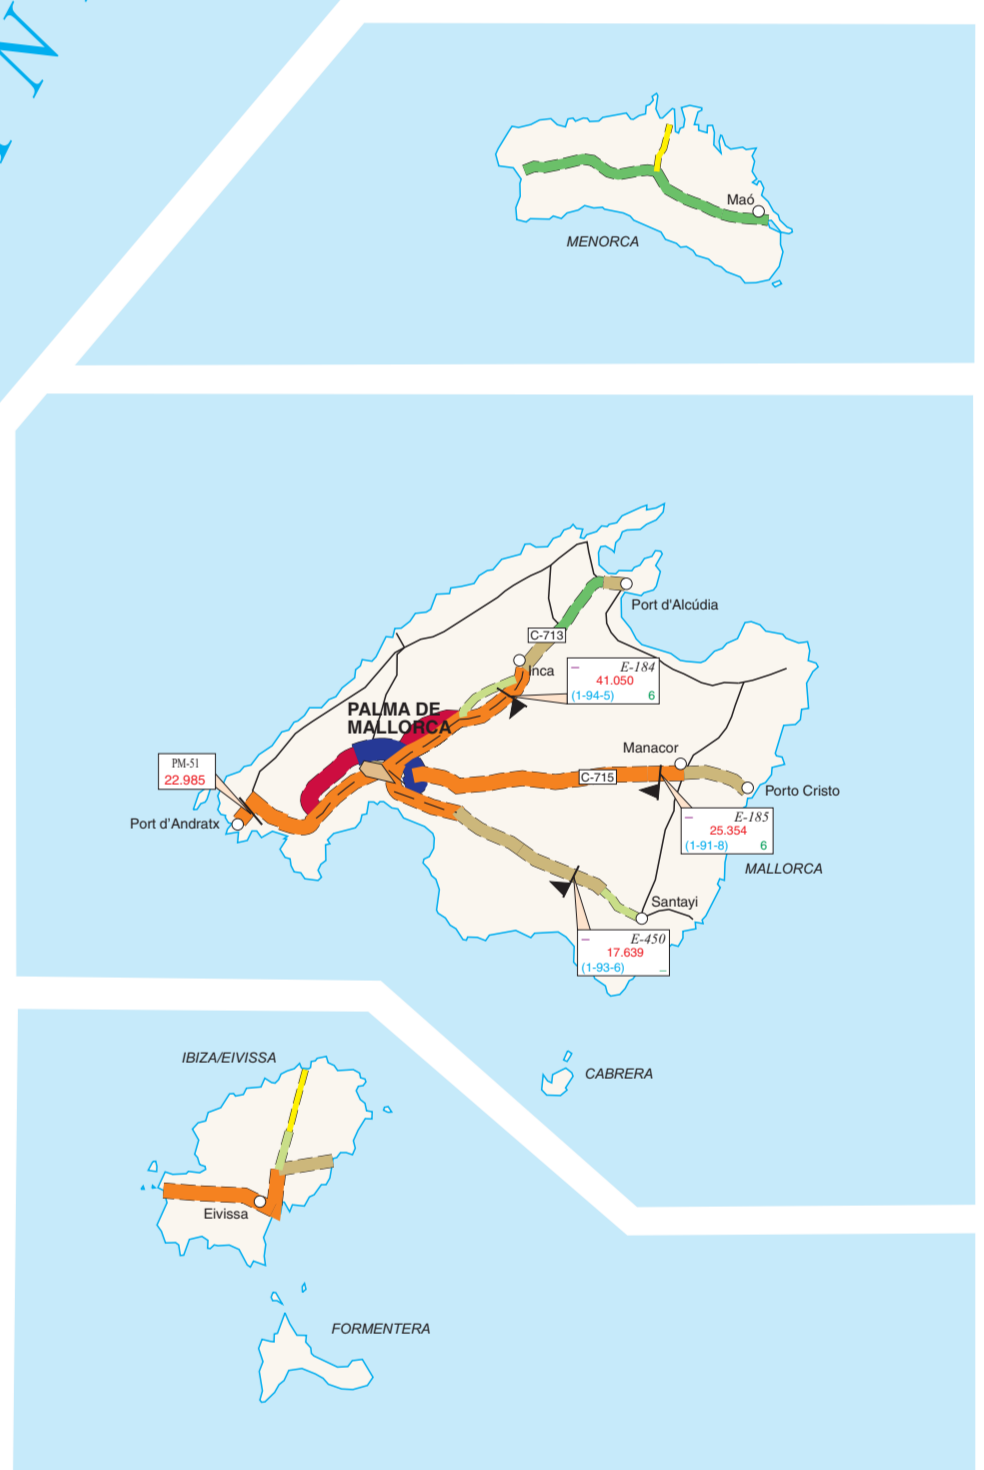 N
Maó
MENORCA
Port d'Alcúdia
C-713
Inca
– E-184
41.050
(1-94-5) 6
PALMA DE
MALLORCA
Manacor
PM-51
22.985
C-715
Porto Cristo
Port d'Andratx
– E-185
25.354
(1-91-8) 6
MALLORCA
Santayi
– E-450
17.639
(1-93-6) –
IBIZA/EIVISSA
CABRERA
Eivissa
FORMENTERA